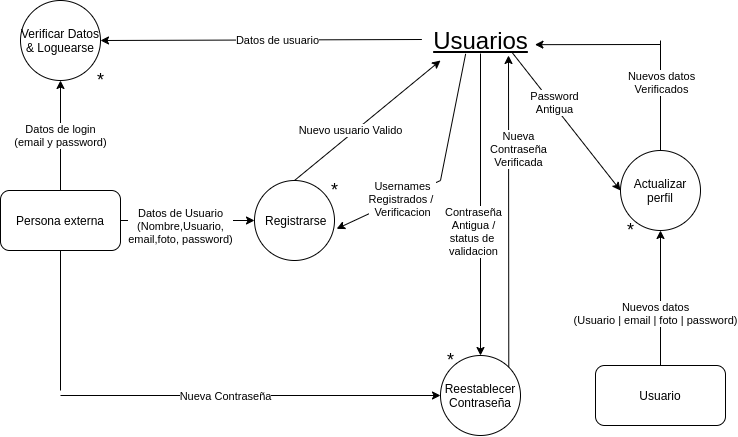 Verificar Datos
& Loguearse
*
Datos de usuario
Usuarios
Nuevos datos
Verificados
Password
Antigua
Datos de login
(email y password)
Nuevo usuario Valido
Nueva
Contraseña
Verificada
Persona externa
Datos de Usuario
(Nombre,Usuario,
email,foto, password)
Registrarse
*
Usernames
Registrados /
Verificacion
Contraseña
Antigua /
status de
validacion
Actualizar
perfil
*
Nuevos datos
(Usuario | email | foto | password)
*
Reestablecer
Contraseña
Nueva Contraseña
Usuario